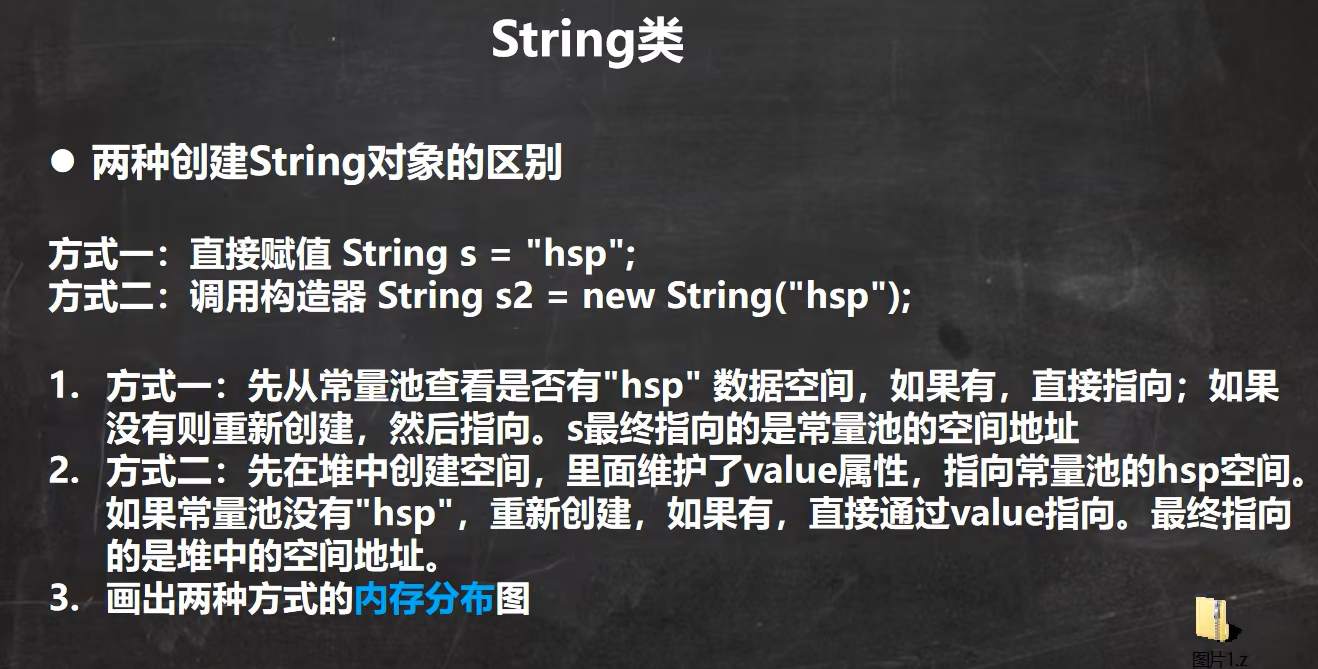 String类
● 两种创建String对象的区别
方式一：直接赋值 String s = "hsp";
方式二：调用构造器 String s2 = new String("hsp");
1. 方式一：先从常量池查看是否有"hsp" 数据空间，如果有，直接指向；如果
没有则重新创建，然后指向。s最终指向的是常量池的空间地址
2. 方式二：先在堆中创建空间，里面维护了value属性，指向常量池的hsp空间。
如果常量池没有"hsp"，重新创建，如果有，直接通过value指向。最终指向
的是堆中的空间地址。
3. 画出两种方式的内存分布图
图片1.z